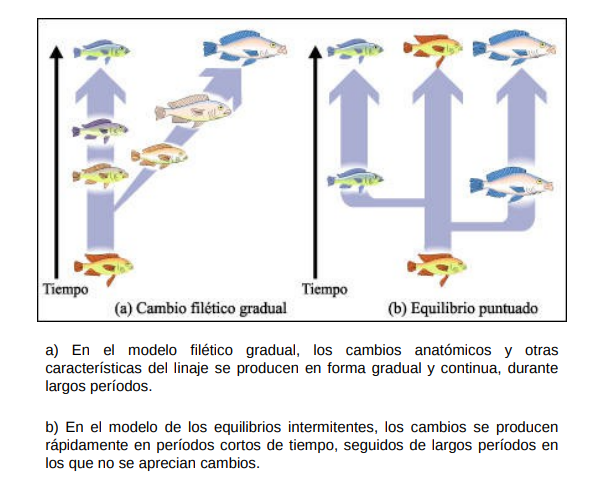 Tiempo
Tiempo
(a) Cambio filético gradual
(b) Equilibrio puntuado
a) En el modelo filético gradual, los cambios anatómicos y otras
características del linaje se producen en forma gradual y continua, durante
largos períodos.
b) En el modelo de los equilibrios intermitentes, los cambios se producen
rápidamente en períodos cortos de tiempo, seguidos de largos períodos en
los que no se aprecian cambios.